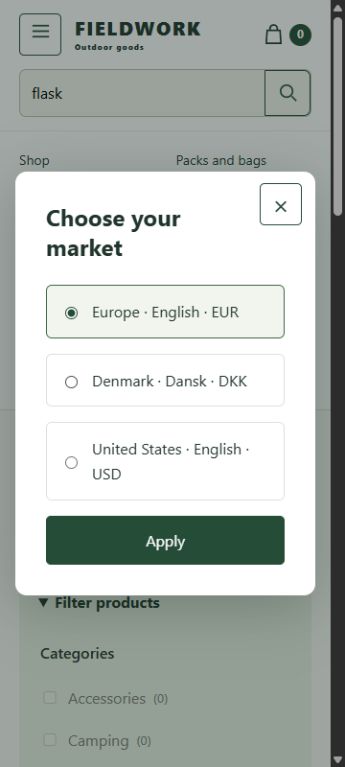 FIELDWORK
Outdoor goods
0
flask
Shop
Packs and bags
Choose your
market
Europe · English · EUR
Denmark · Dansk · DKK
United States · English ·
USD
Apply
▼ Filter products
Categories
Accessories (0)
Camping (0)